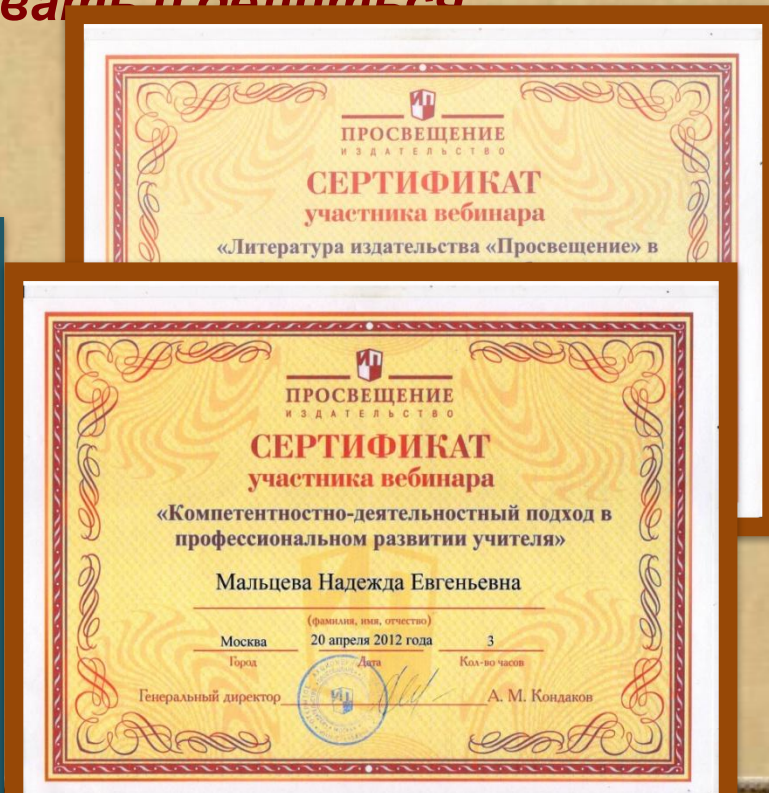 ПРОСВЕЩЕНИЕ
ИЗДАТЕЛЬСТВО
СЕРТИФИКАТ
участника вебинара
«Литература издательства «Просвещение» в
ПРОСВЕЩЕНИЕ
ИЗДАТЕЛЬСТВО
СЕРТИФИКАТ
участника вебинара
«Компетентностно-деятельностный подход в
профессиональном развитии учителя»
Мальцева Надежда Евгеньевна
(фамилия, имя, отчество)
Москва 20 апреля 2012 года 3
Город Дата Кол-во часов
Генеральный директор А. М. Кондаков